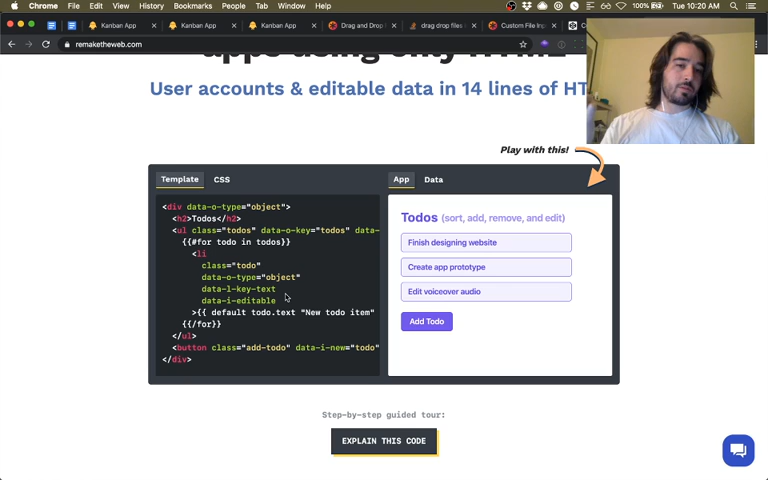 Chrome File Edit View History Bookmarks People Tab Window Help 100% Tue 10:20 AM
Kanban App Kanban App Kanban App Drag and Drop drag drop files Custom File Inp
remaketheweb.com
User accounts & editable data in 14 lines of HT
Play with this!
Template CSS App Data
<div data-o-type="object">
<h2>Todos</h2>
<ul class="todos" data-o-key="todos" data-
{{#for todo in todos}}
<li
class="todo"
data-o-type="object"
data-l-key-text
data-i-editable
>{{ default todo.text "New todo item"
{{/for}}
</ul>
<button class="add-todo" data-i-new="todo"
</div>
Todos (sort, add, remove, and edit)
Finish designing website
Create app prototype
Edit voiceover audio
Add Todo
Step-by-step guided tour:
EXPLAIN THIS CODE